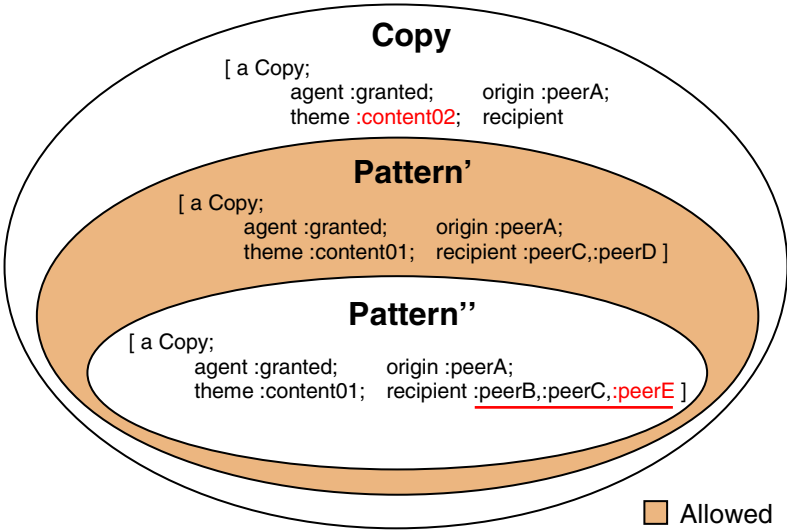 Copy
[ a Copy;
agent :granted; origin :peerA;
theme :content02; recipient
Pattern'
[ a Copy;
agent :granted; origin :peerA;
theme :content01; recipient :peerC,:peerD ]
Pattern''
[ a Copy;
agent :granted; origin :peerA;
theme :content01; recipient :peerB,:peerC,:peerE ]
Allowed